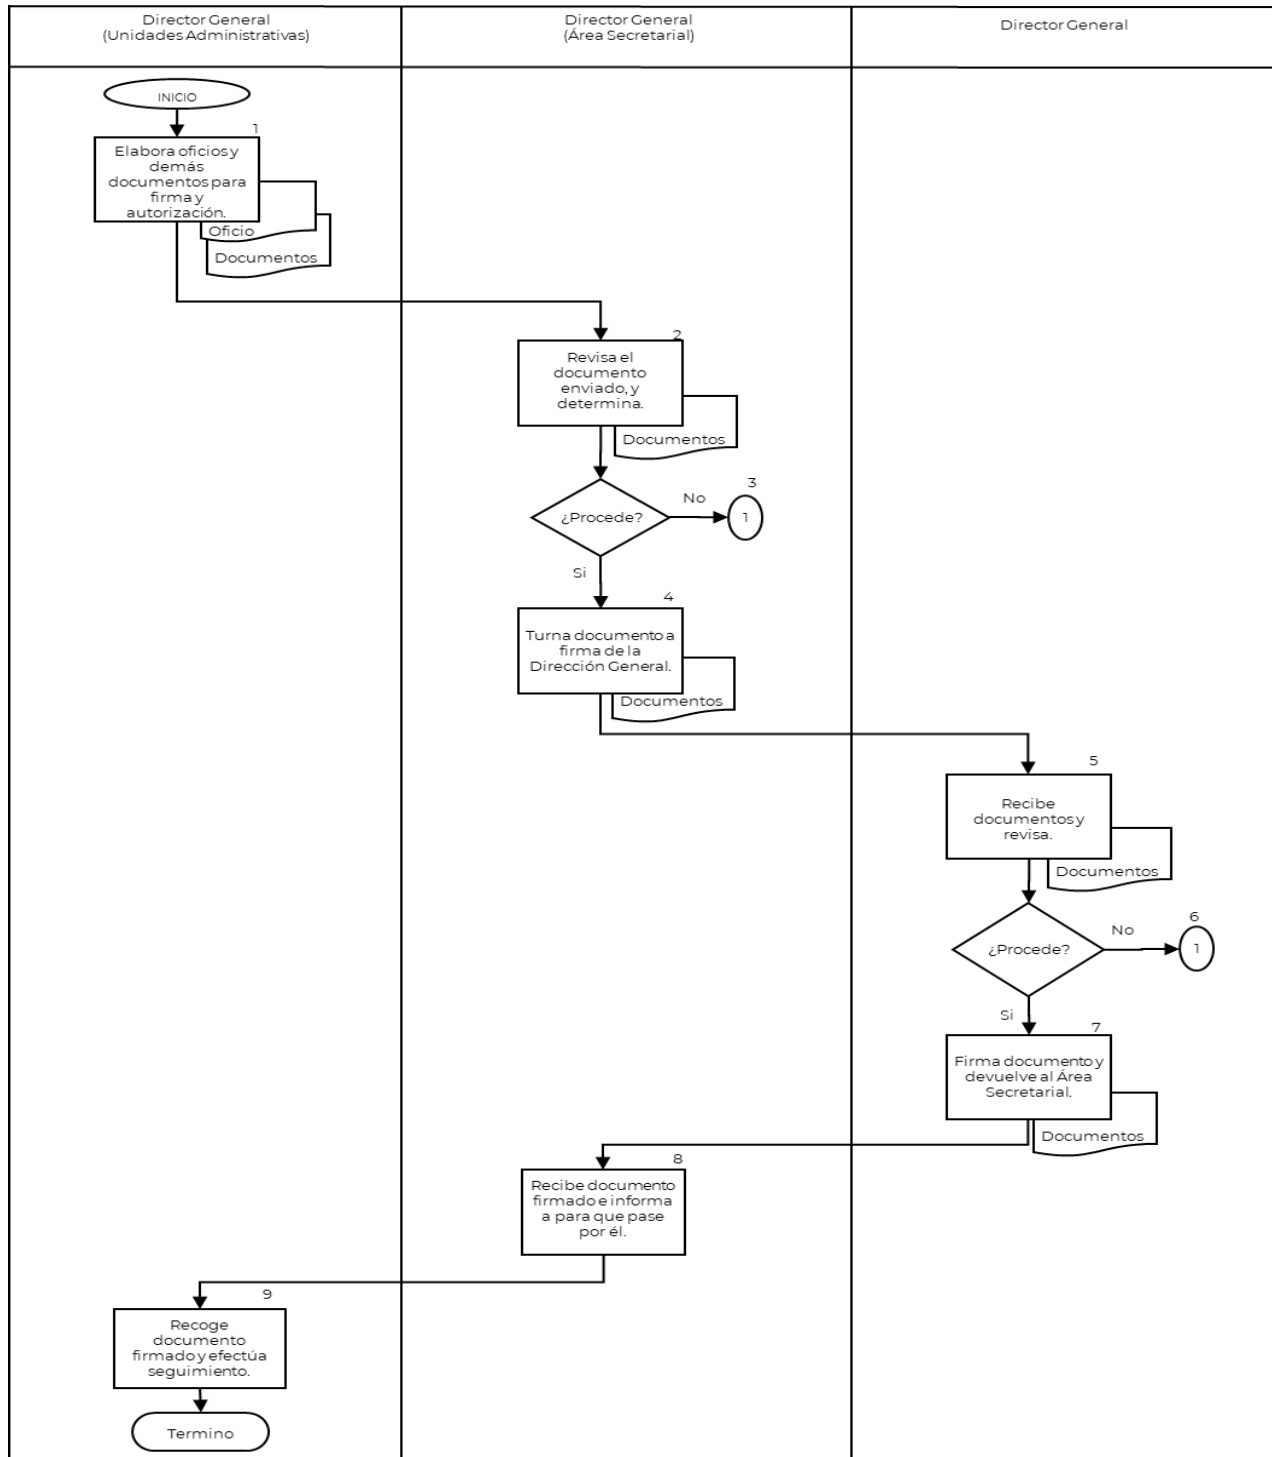 Director General
(Unidades Administrativas)
Director General
(Área Secretarial)
Director General
INICIO
1
Elabora oficios y
demás
documentos para
firma y
autorización.
Oficio
Documentos
2
Revisa el
documento
enviado, y
determina.
Documentos
3
¿Procede?
No
1
Si
4
Turna documento a
firma de la
Dirección General.
Documentos
5
Recibe
documentos y
revisa.
Documentos
6
¿Procede?
No
1
Si
7
Firma documento y
devuelve al Área
Secretarial.
Documentos
8
Recibe documento
firmado e informa
a para que pase
por él.
9
Recoge
documento
firmado y efectúa
seguimiento.
Termino